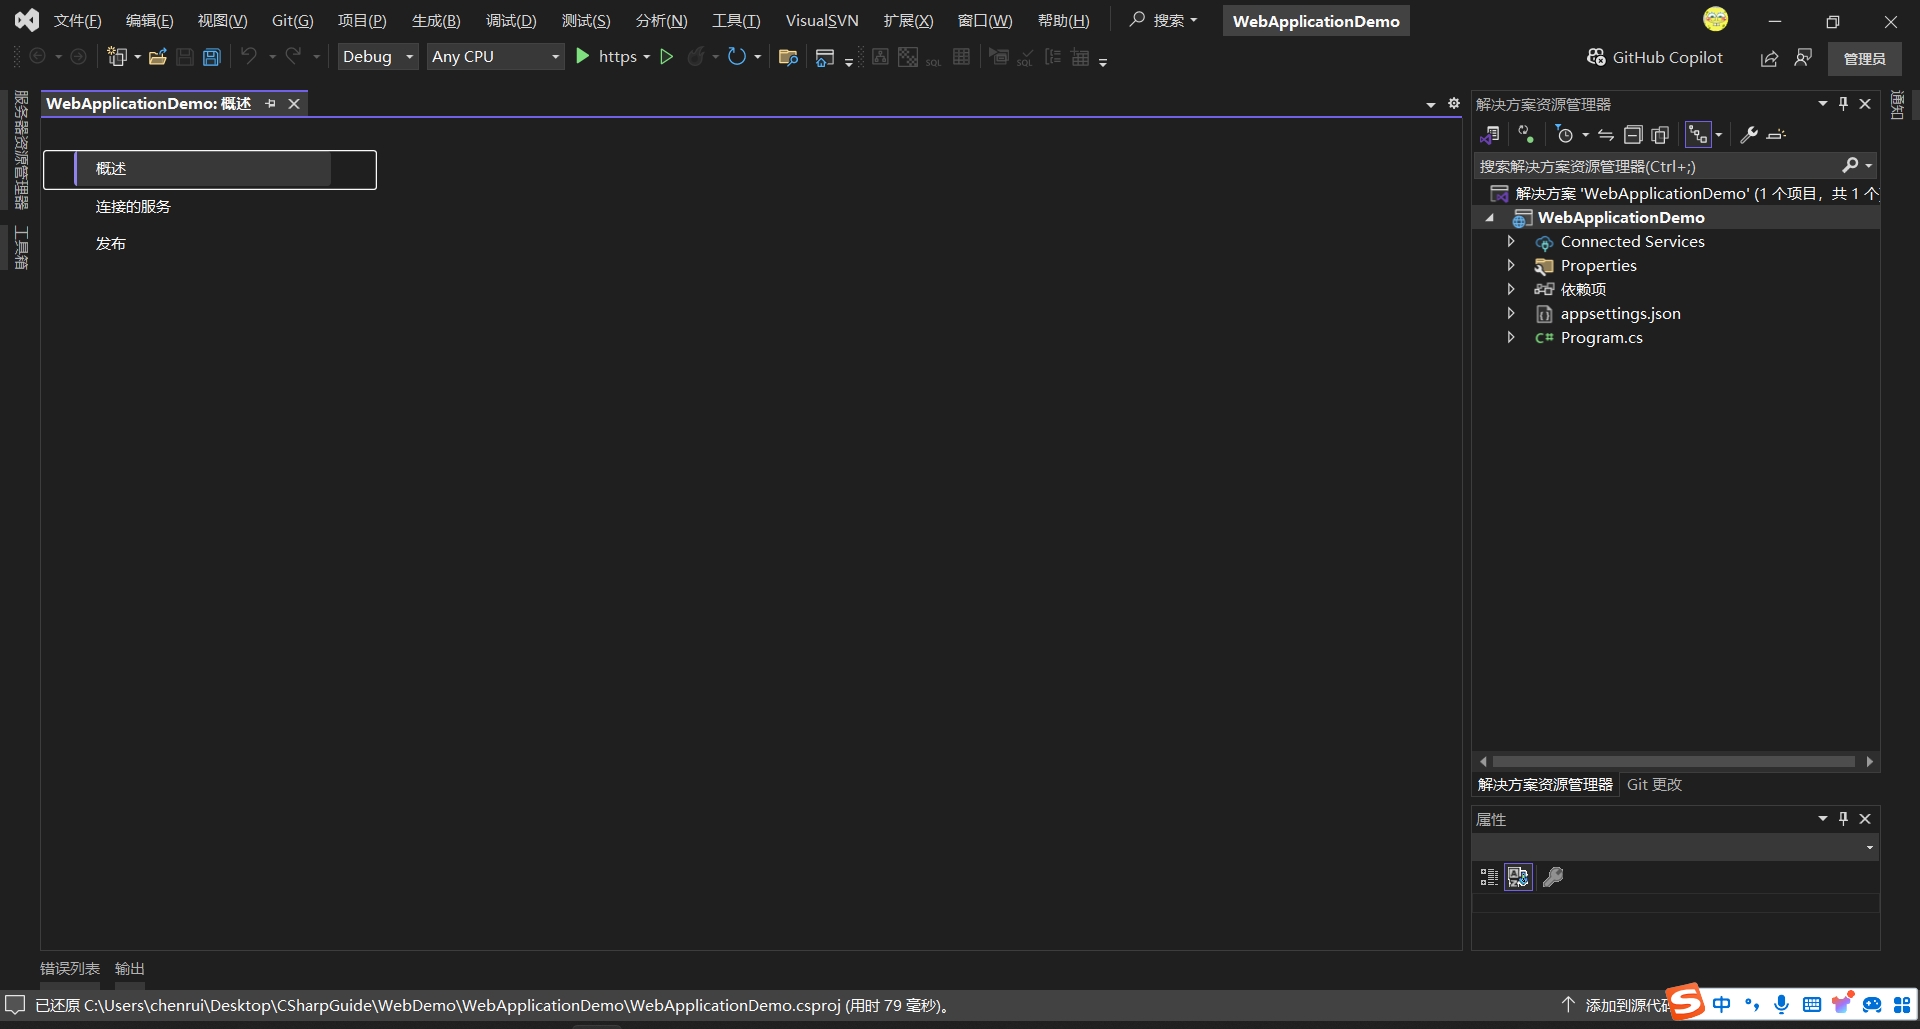 文件(F) 编辑(E) 视图(V) Git(G) 项目(P) 生成(B) 调试(D) 测试(S) 分析(N) 工具(T) VisualSVN 扩展(X) 窗口(W) 帮助(H) 搜索 WebApplicationDemo
Debug Any CPU https GitHub Copilot 管理员
服务器资源管理器
工具箱
WebApplicationDemo: 概述
概述
连接的服务
发布
解决方案资源管理器
搜索解决方案资源管理器(Ctrl+;)
解决方案 'WebApplicationDemo' (1 个项目，共 1 个
WebApplicationDemo
Connected Services
Properties
依赖项
appsettings.json
C# Program.cs
解决方案资源管理器 Git 更改
属性
通知
错误列表 输出
已还原 C:\Users\chenrui\Desktop\CSharpGuide\WebDemo\WebApplicationDemo\WebApplicationDemo.csproj (用时 79 毫秒)。
添加到源代码
中